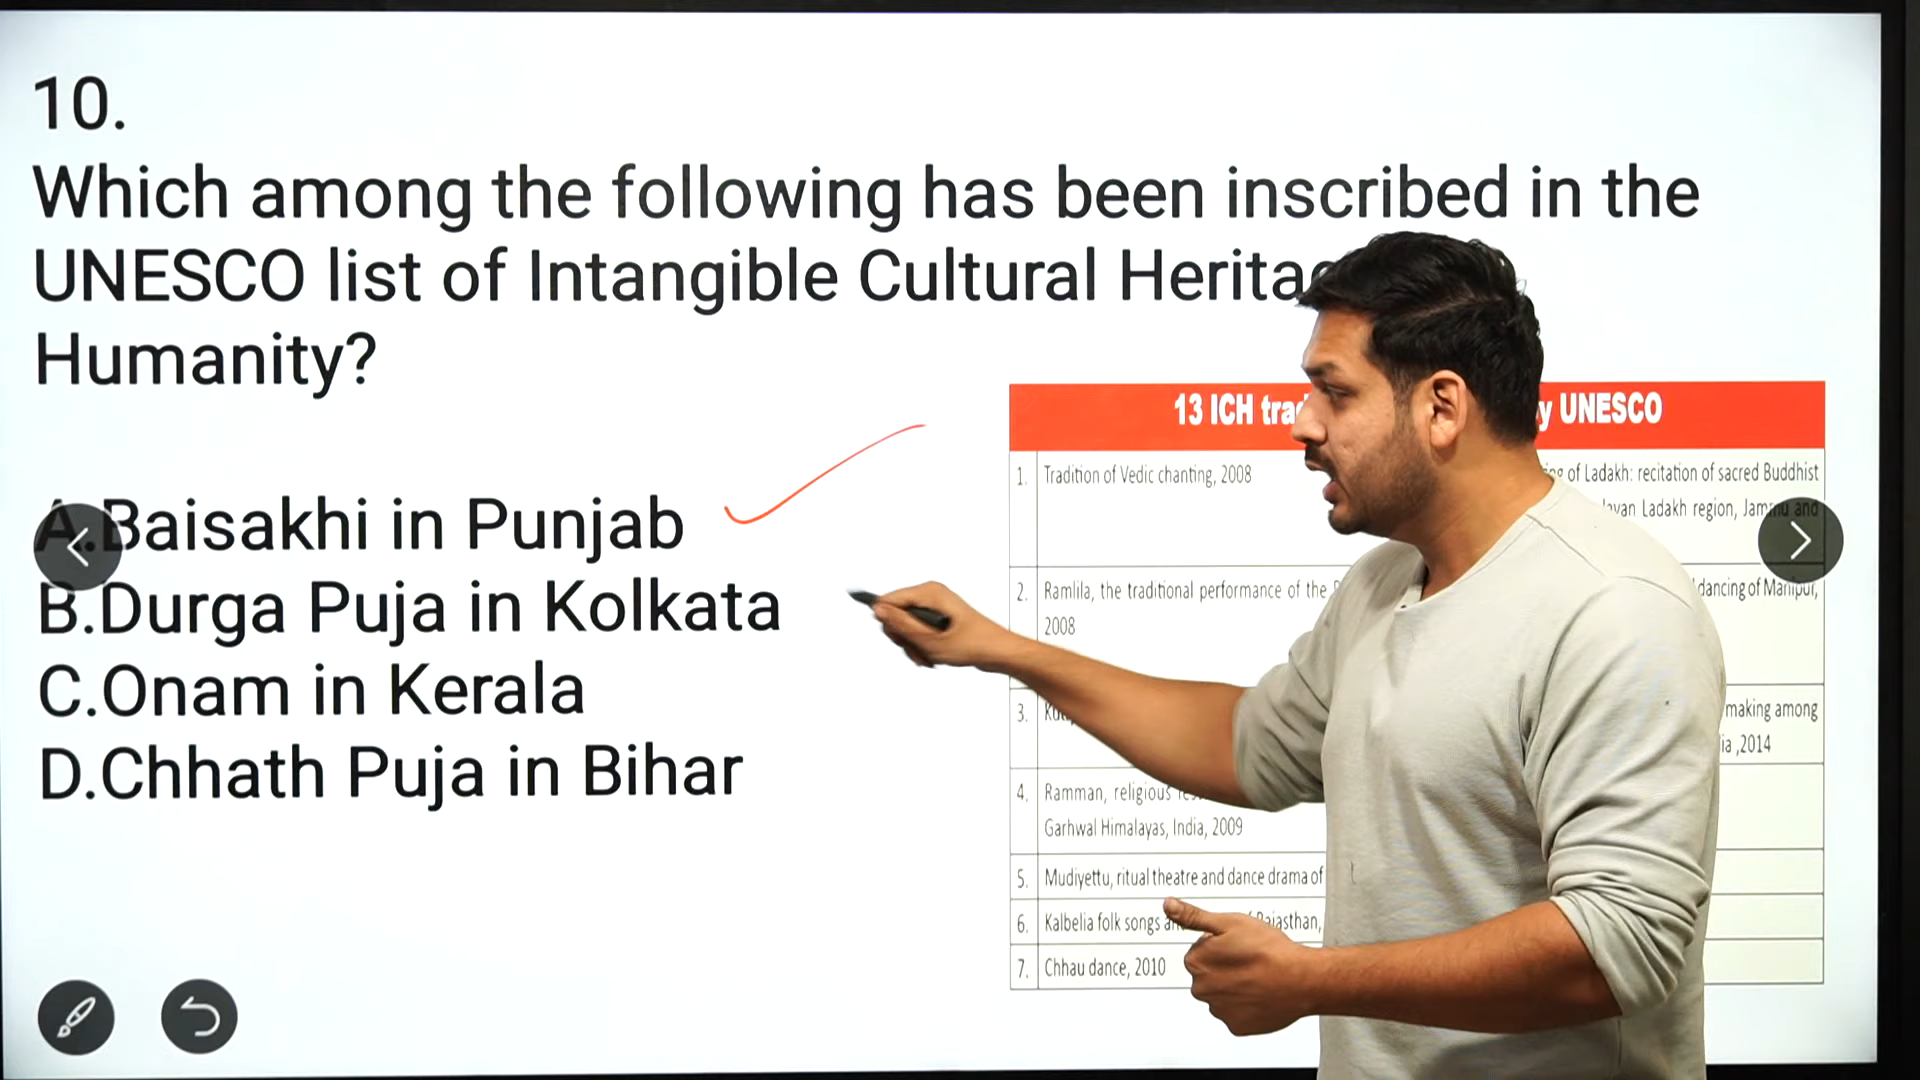 10.
Which among the following has been inscribed in the
UNESCO list of Intangible Cultural
Humanity?
A.Baisakhi in Punjab
B.Durga Puja in Kolkata
C.Onam in Kerala
D.Chhath Puja in Bihar
13 ICH UNESCO
1. Tradition of Vedic chanting, 2008
of Ladakh: recitation of sacred Buddhist
Ladakh region, Jammu and
2. Ramlila, the traditional performance of the
2008
dancing of Manipur,
3.
making among
,2014
4. Ramman, religious
Garhwal Himalayas, India, 2009
5. Mudiyettu, ritual theatre and dance drama of
6. Kalbelia folk songs Rajasthan,
7. Chhau dance, 2010